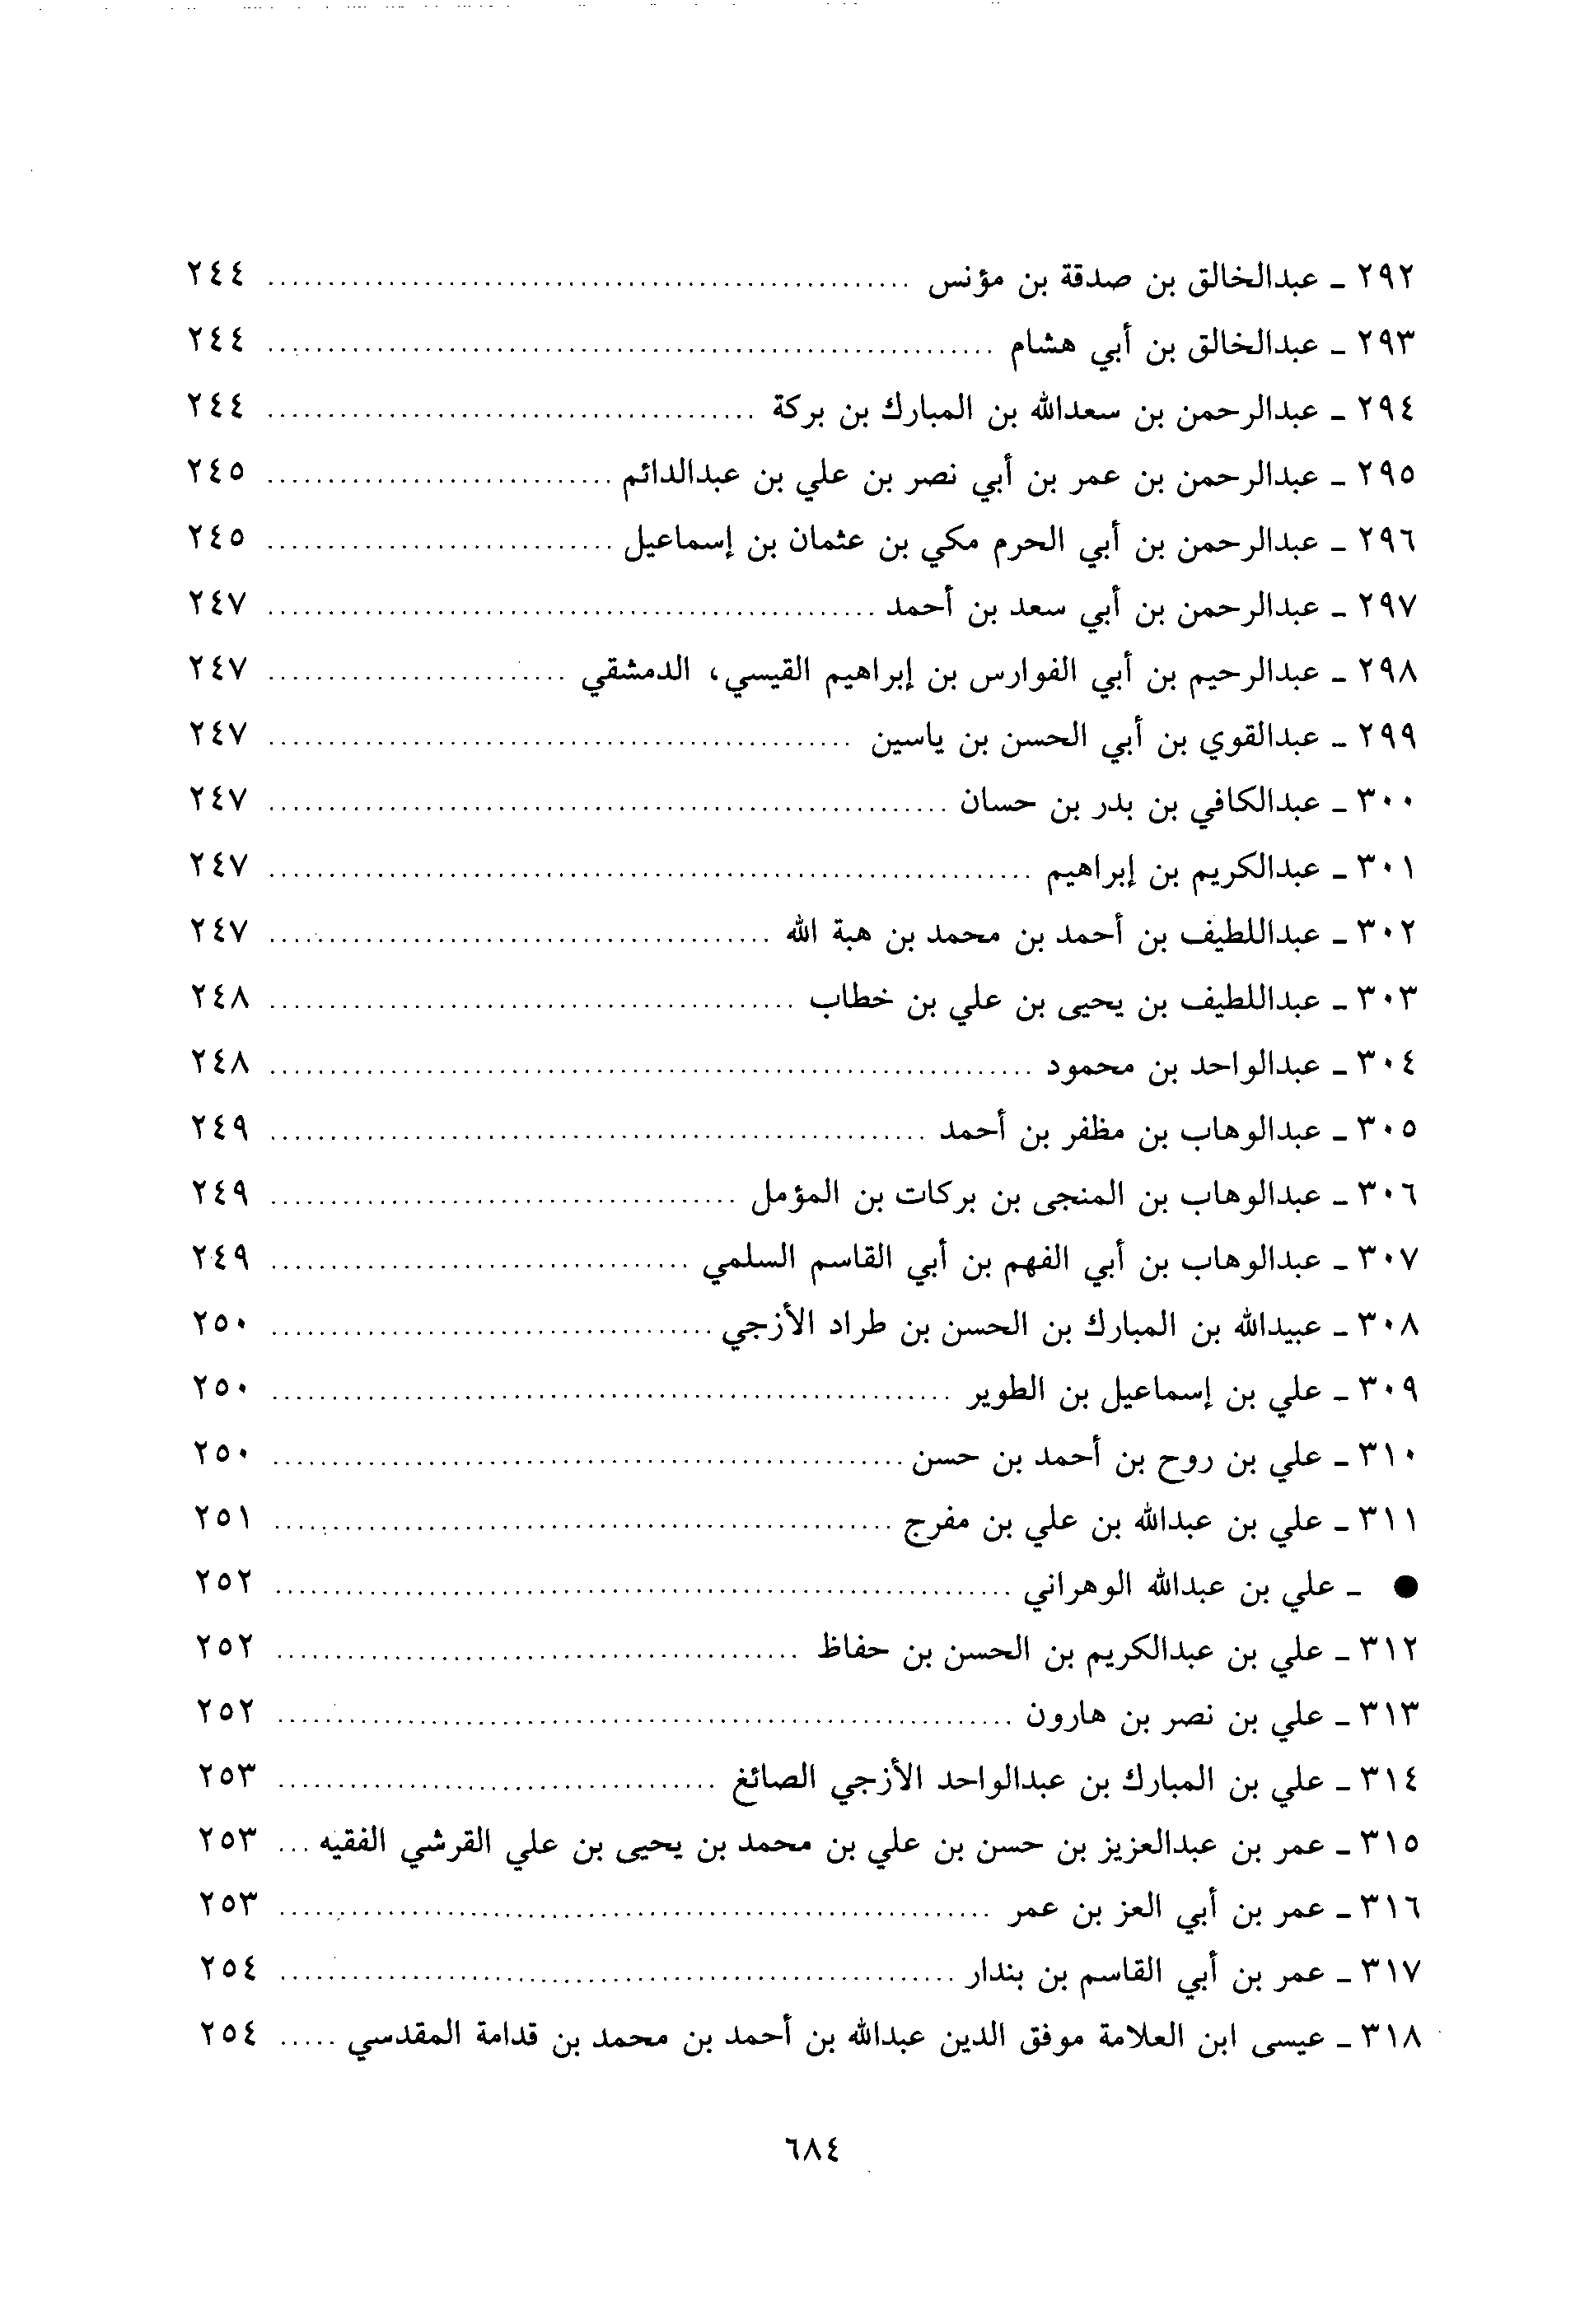 ٢٩٢ ـ عبدالخالق بن صدقة بن مؤنس ........ ٢٤٤
٢٩٣ ـ عبدالخالق بن أبي هشام ........ ٢٤٤
٢٩٤ ـ عبدالرحمن بن سعدالله بن المبارك بن بركة ........ ٢٤٤
٢٩٥ ـ عبدالرحمن بن عمر بن أبي نصر بن علي بن عبدالدائم ........ ٢٤٥
٢٩٦ ـ عبدالرحمن بن أبي الحرم مكي بن عثمان بن إسماعيل ........ ٢٤٥
٢٩٧ ـ عبدالرحمن بن أبي سعد بن أحمد ........ ٢٤٧
٢٩٨ ـ عبدالرحيم بن أبي الفوارس بن إبراهيم القيسي، الدمشقي ........ ٢٤٧
٢٩٩ ـ عبدالقوي بن أبي الحسن بن ياسين ........ ٢٤٧
٣٠٠ ـ عبدالكافي بن بدر بن حسان ........ ٢٤٧
٣٠١ ـ عبدالكريم بن إبراهيم ........ ٢٤٧
٣٠٢ ـ عبداللطيف بن أحمد بن محمد بن هبة الله ........ ٢٤٧
٣٠٣ ـ عبداللطيف بن يحيى بن علي بن خطاب ........ ٢٤٨
٣٠٤ ـ عبدالواحد بن محمود ........ ٢٤٨
٣٠٥ ـ عبدالوهاب بن مظفر بن أحمد ........ ٢٤٩
٣٠٦ ـ عبدالوهاب بن المنجى بن بركات بن المؤمل ........ ٢٤٩
٣٠٧ ـ عبدالوهاب بن أبي الفهم بن أبي القاسم السلمي ........ ٢٤٩
٣٠٨ ـ عبيدالله بن المبارك بن الحسن بن طراد الأزجي ........ ٢٥٠
٣٠٩ ـ علي بن إسماعيل بن الطوير ........ ٢٥٠
٣١٠ ـ علي بن روح بن أحمد بن حسن ........ ٢٥٠
٣١١ ـ علي بن عبدالله بن علي بن مفرج ........ ٢٥١
● ـ علي بن عبدالله الوهراني ........ ٢٥٢
٣١٢ ـ علي بن عبدالكريم بن الحسن بن حفاظ ........ ٢٥٢
٣١٣ ـ علي بن نصر بن هارون ........ ٢٥٢
٣١٤ ـ علي بن المبارك بن عبدالواحد الأزجي الصائغ ........ ٢٥٣
٣١٥ ـ عمر بن عبدالعزيز بن حسن بن علي بن محمد بن يحيى بن علي القرشي الفقيه ... ٢٥٣
٣١٦ ـ عمر بن أبي العز بن عمر ........ ٢٥٣
٣١٧ ـ عمر بن أبي القاسم بن بندار ........ ٢٥٤
٣١٨ ـ عيسى ابن العلامة موفق الدين عبدالله بن أحمد بن محمد بن قدامة المقدسي ..... ٢٥٤
٦٨٤